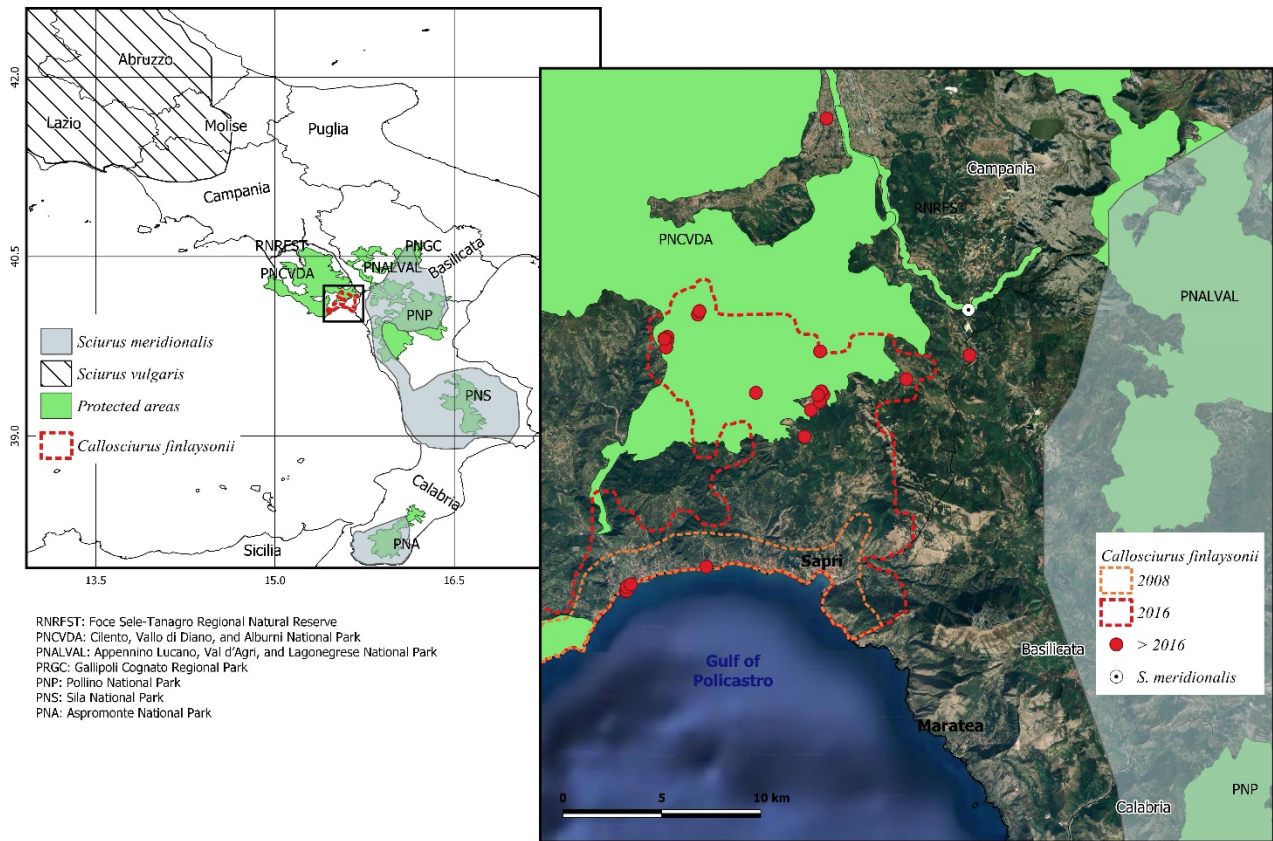 42.0
40.5
39.0
13.5
15.0
16.5
Abruzzo
Lazio
Molise
Puglia
Campania
RNRFST
PNCVDA
PNGC
PNALVAL
Basilicata
PNP
PNS
Calabria
PNA
Sicilia
Sciurus meridionalis
Sciurus vulgaris
Protected areas
Callosciurus finlaysonii
RNRFST: Foce Sele-Tanagro Regional Natural Reserve
PNCVDA: Cilento, Vallo di Diano, and Alburni National Park
PNALVAL: Appennino Lucano, Val d'Agri, and Lagonegrese National Park
PRGC: Gallipoli Cognato Regional Park
PNP: Pollino National Park
PNS: Sila National Park
PNA: Aspromonte National Park
Campania
RNRFST
PNCVDA
PNALVAL
Sapri
Gulf of
Policastro
Maratea
Basilicata
Calabria
PNP
Callosciurus finlaysonii
2008
2016
> 2016
S. meridionalis
0 5 10 km